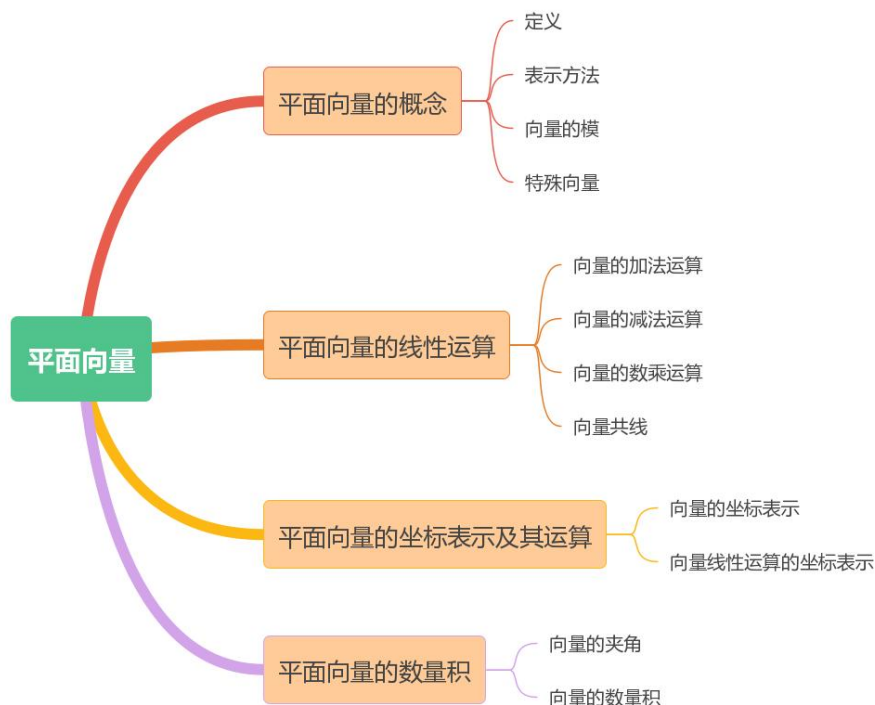 平面向量
平面向量的概念
定义
表示方法
向量的模
特殊向量
平面向量的线性运算
向量的加法运算
向量的减法运算
向量的数乘运算
向量共线
平面向量的坐标表示及其运算
向量的坐标表示
向量线性运算的坐标表示
平面向量的数量积
向量的夹角
向量的数量积